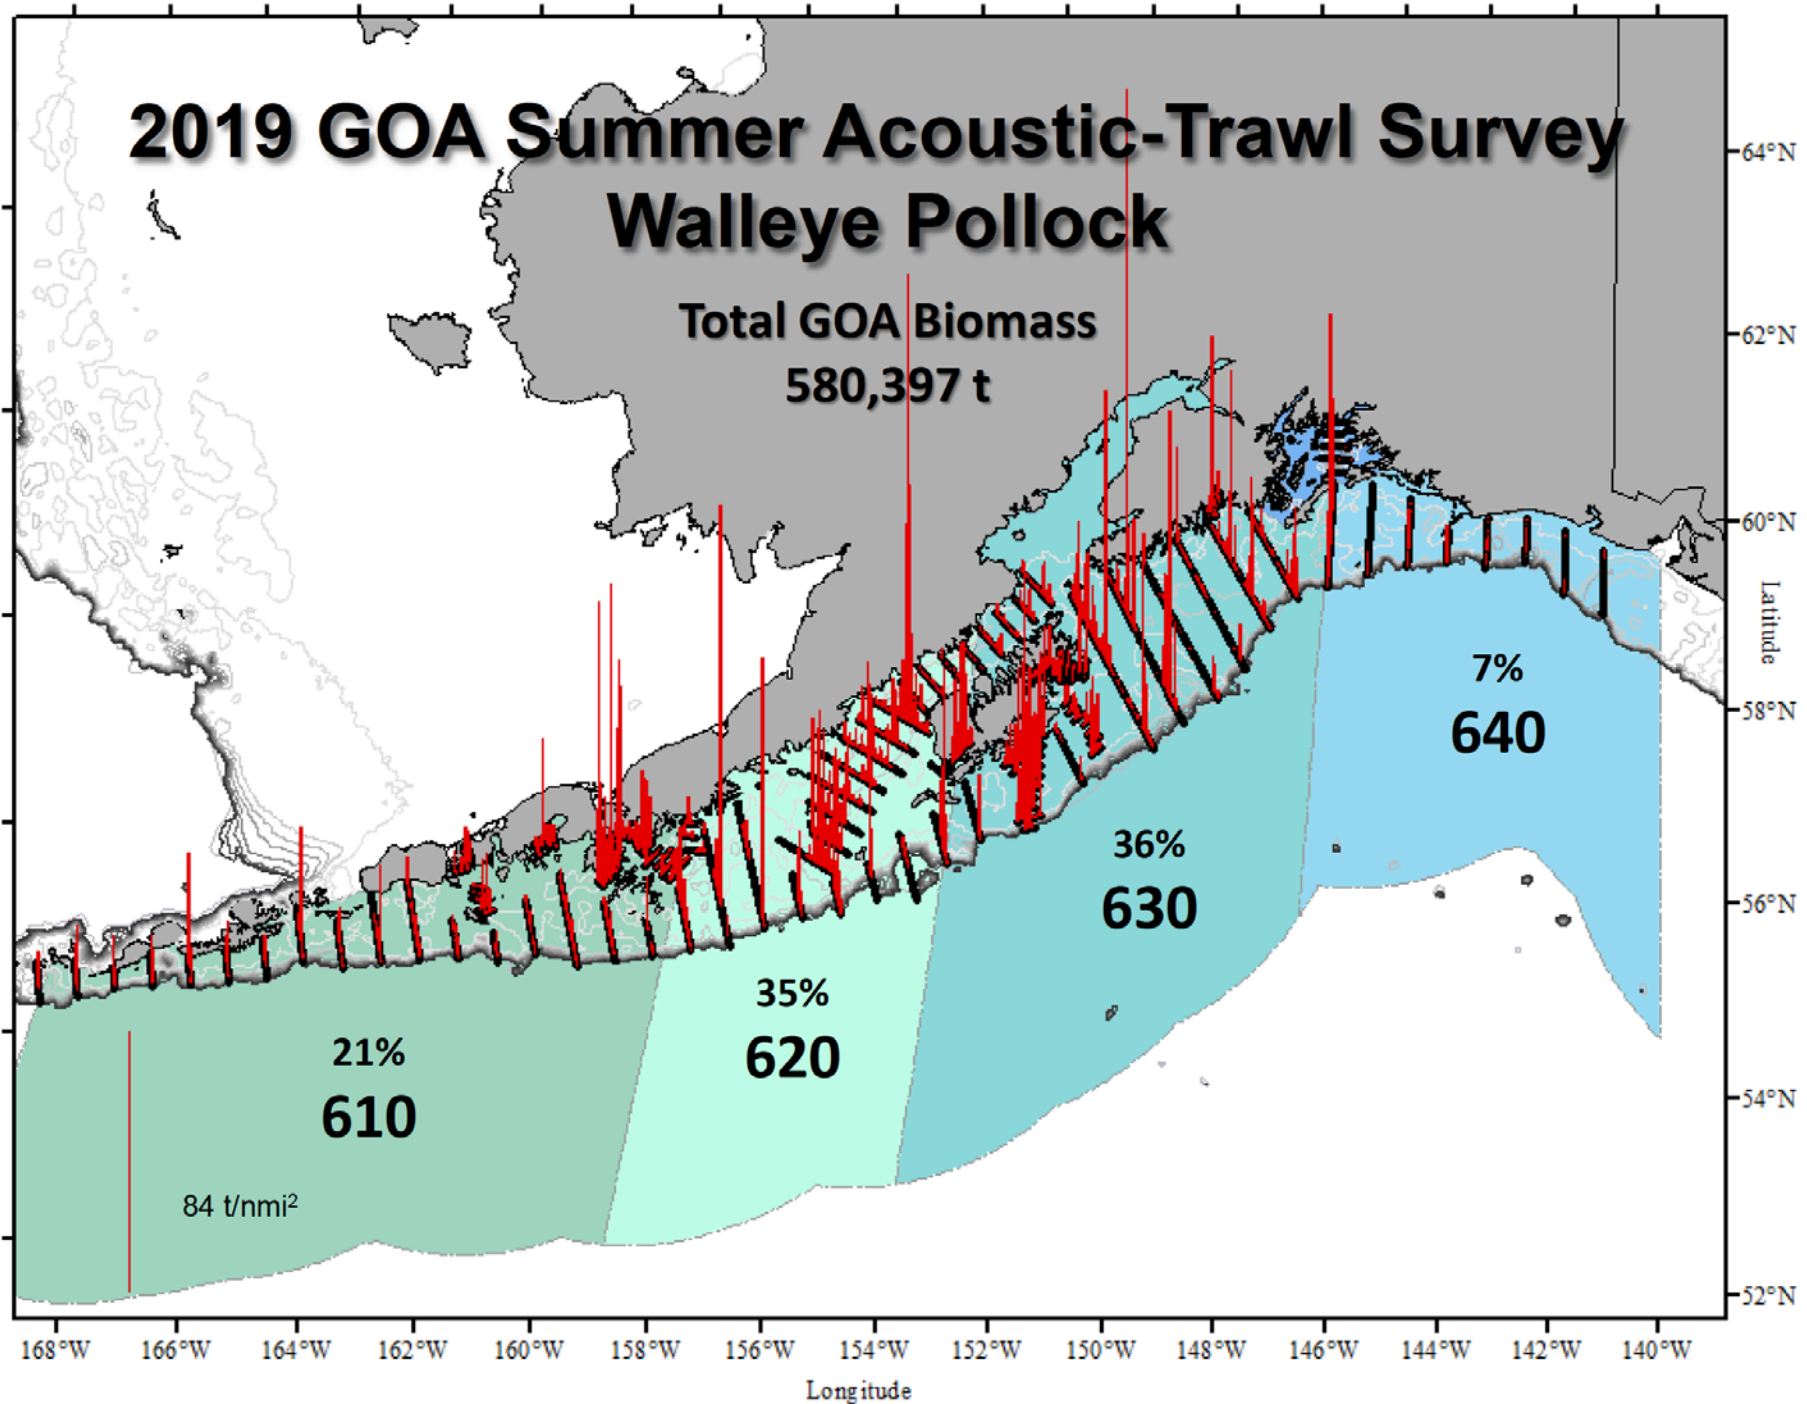 2019 GOA Summer Acoustic-Trawl Survey
Walleye Pollock
Total GOA Biomass
580,397 t
64°N
62°N
60°N
Latitude
58°N
7%
640
36%
630
56°N
35%
620
21%
610
54°N
84 t/nmi²
52°N
168°W 166°W 164°W 162°W 160°W 158°W 156°W 154°W 152°W 150°W 148°W 146°W 144°W 142°W 140°W
Longitude